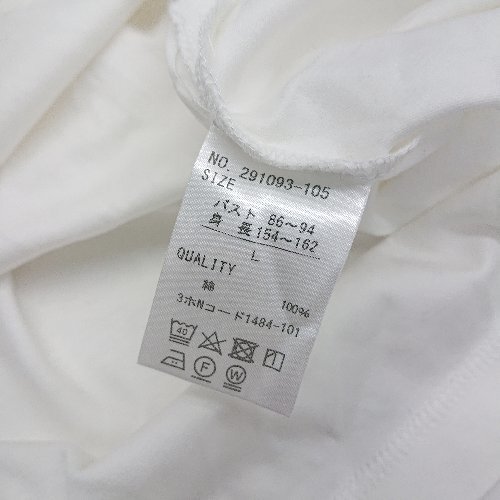 NO. 291093-105
SIZE
バスト 86～94
身 長 154～162
L
QUALITY
綿 100%
3ホNコード1484-101
40
F W